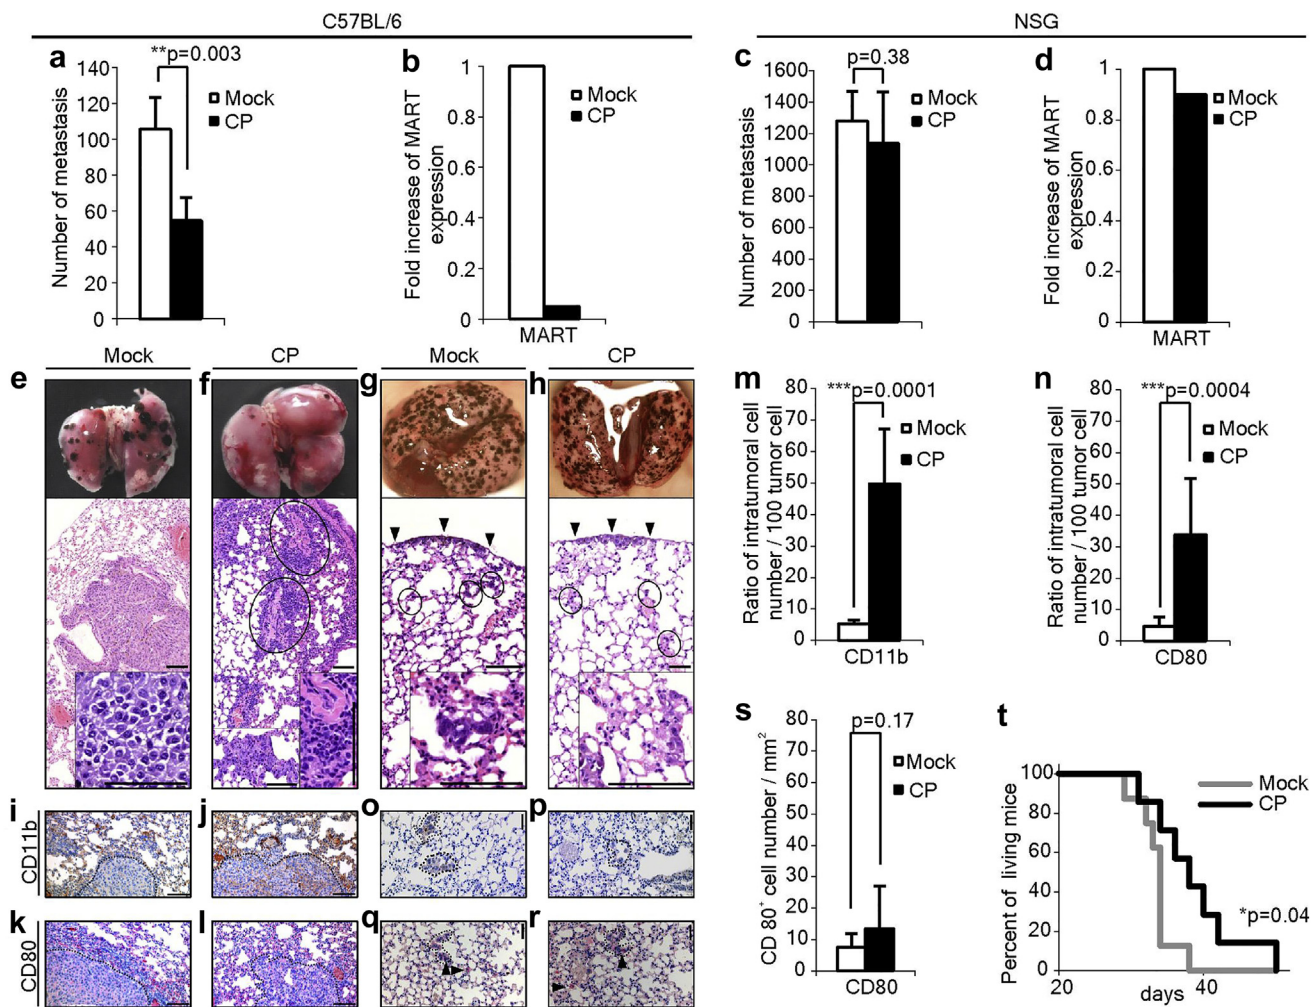 C57BL/6
NSG
a
**p=0.003
Number of metastasis
140
120
100
80
60
40
20
0
Mock
CP
b
Fold increase of MART
expression
1
0.8
0.6
0.4
0.2
0
MART
Mock
CP
c
p=0.38
Number of metastasis
1600
1400
1200
1000
800
600
400
200
0
Mock
CP
d
Fold increase of MART
expression
1
0.8
0.6
0.4
0.2
0
MART
Mock
CP
Mock
CP
Mock
CP
e
f
g
h
m
***p=0.0001
Ratio of intratumoral cell
number / 100 tumor cell
80
70
60
50
40
30
20
10
0
CD11b
Mock
CP
n
***p=0.0004
Ratio of intratumoral cell
number / 100 tumor cell
80
70
60
50
40
30
20
10
0
CD80
Mock
CP
i
j
o
p
CD11b
k
l
q
r
CD80
s
p=0.17
CD 80+ cell number / mm2
80
70
60
50
40
30
20
10
0
CD80
Mock
CP
t
Percent of living mice
100
80
60
40
20
0
20
40
days
Mock
CP
*p=0.04